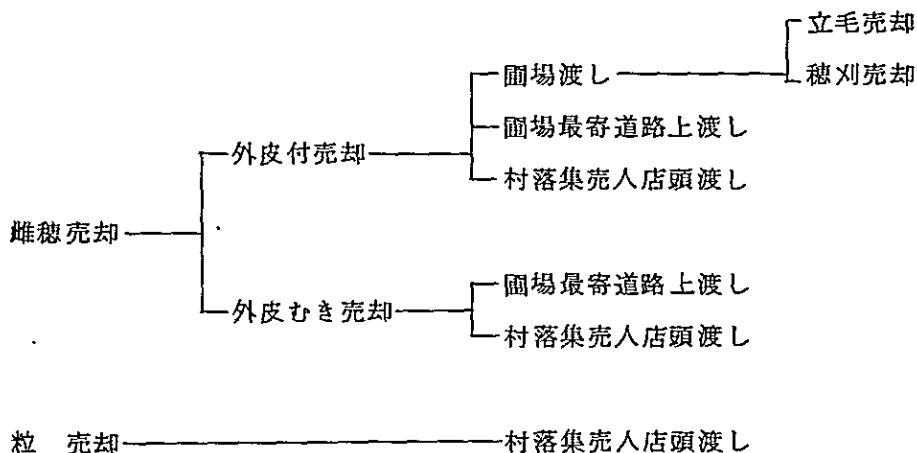 立毛売却
圃場渡し
穂刈売却
圃場最寄道路上渡し
外皮付売却
村落集売人店頭渡し
雌穂売却
圃場最寄道路上渡し
外皮むき売却
村落集売人店頭渡し
粒 売却
村落集売人店頭渡し